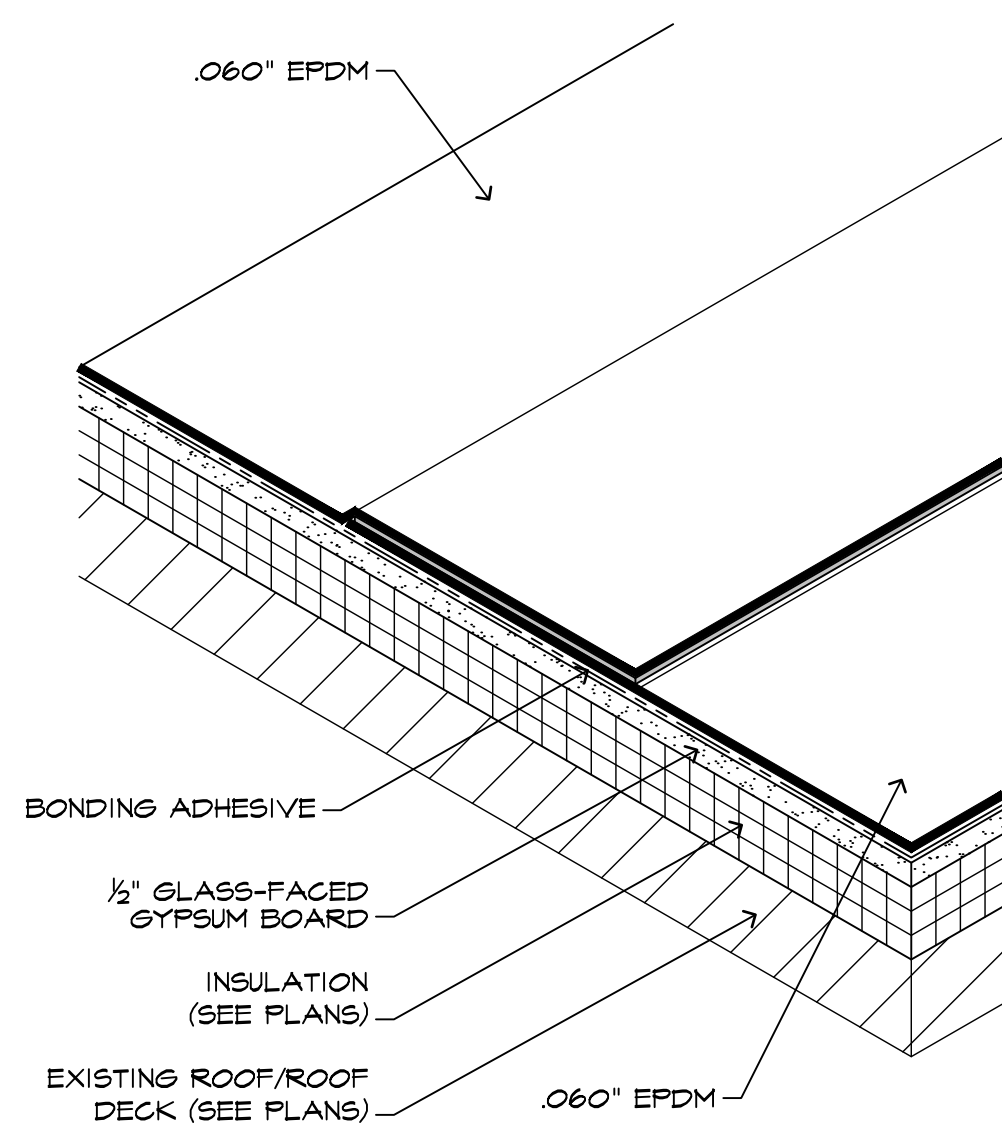 .060" EPDM
BONDING ADHESIVE
½" GLASS-FACED
GYPSUM BOARD
INSULATION
(SEE PLANS)
EXISTING ROOF/ROOF
DECK (SEE PLANS)
.060" EPDM